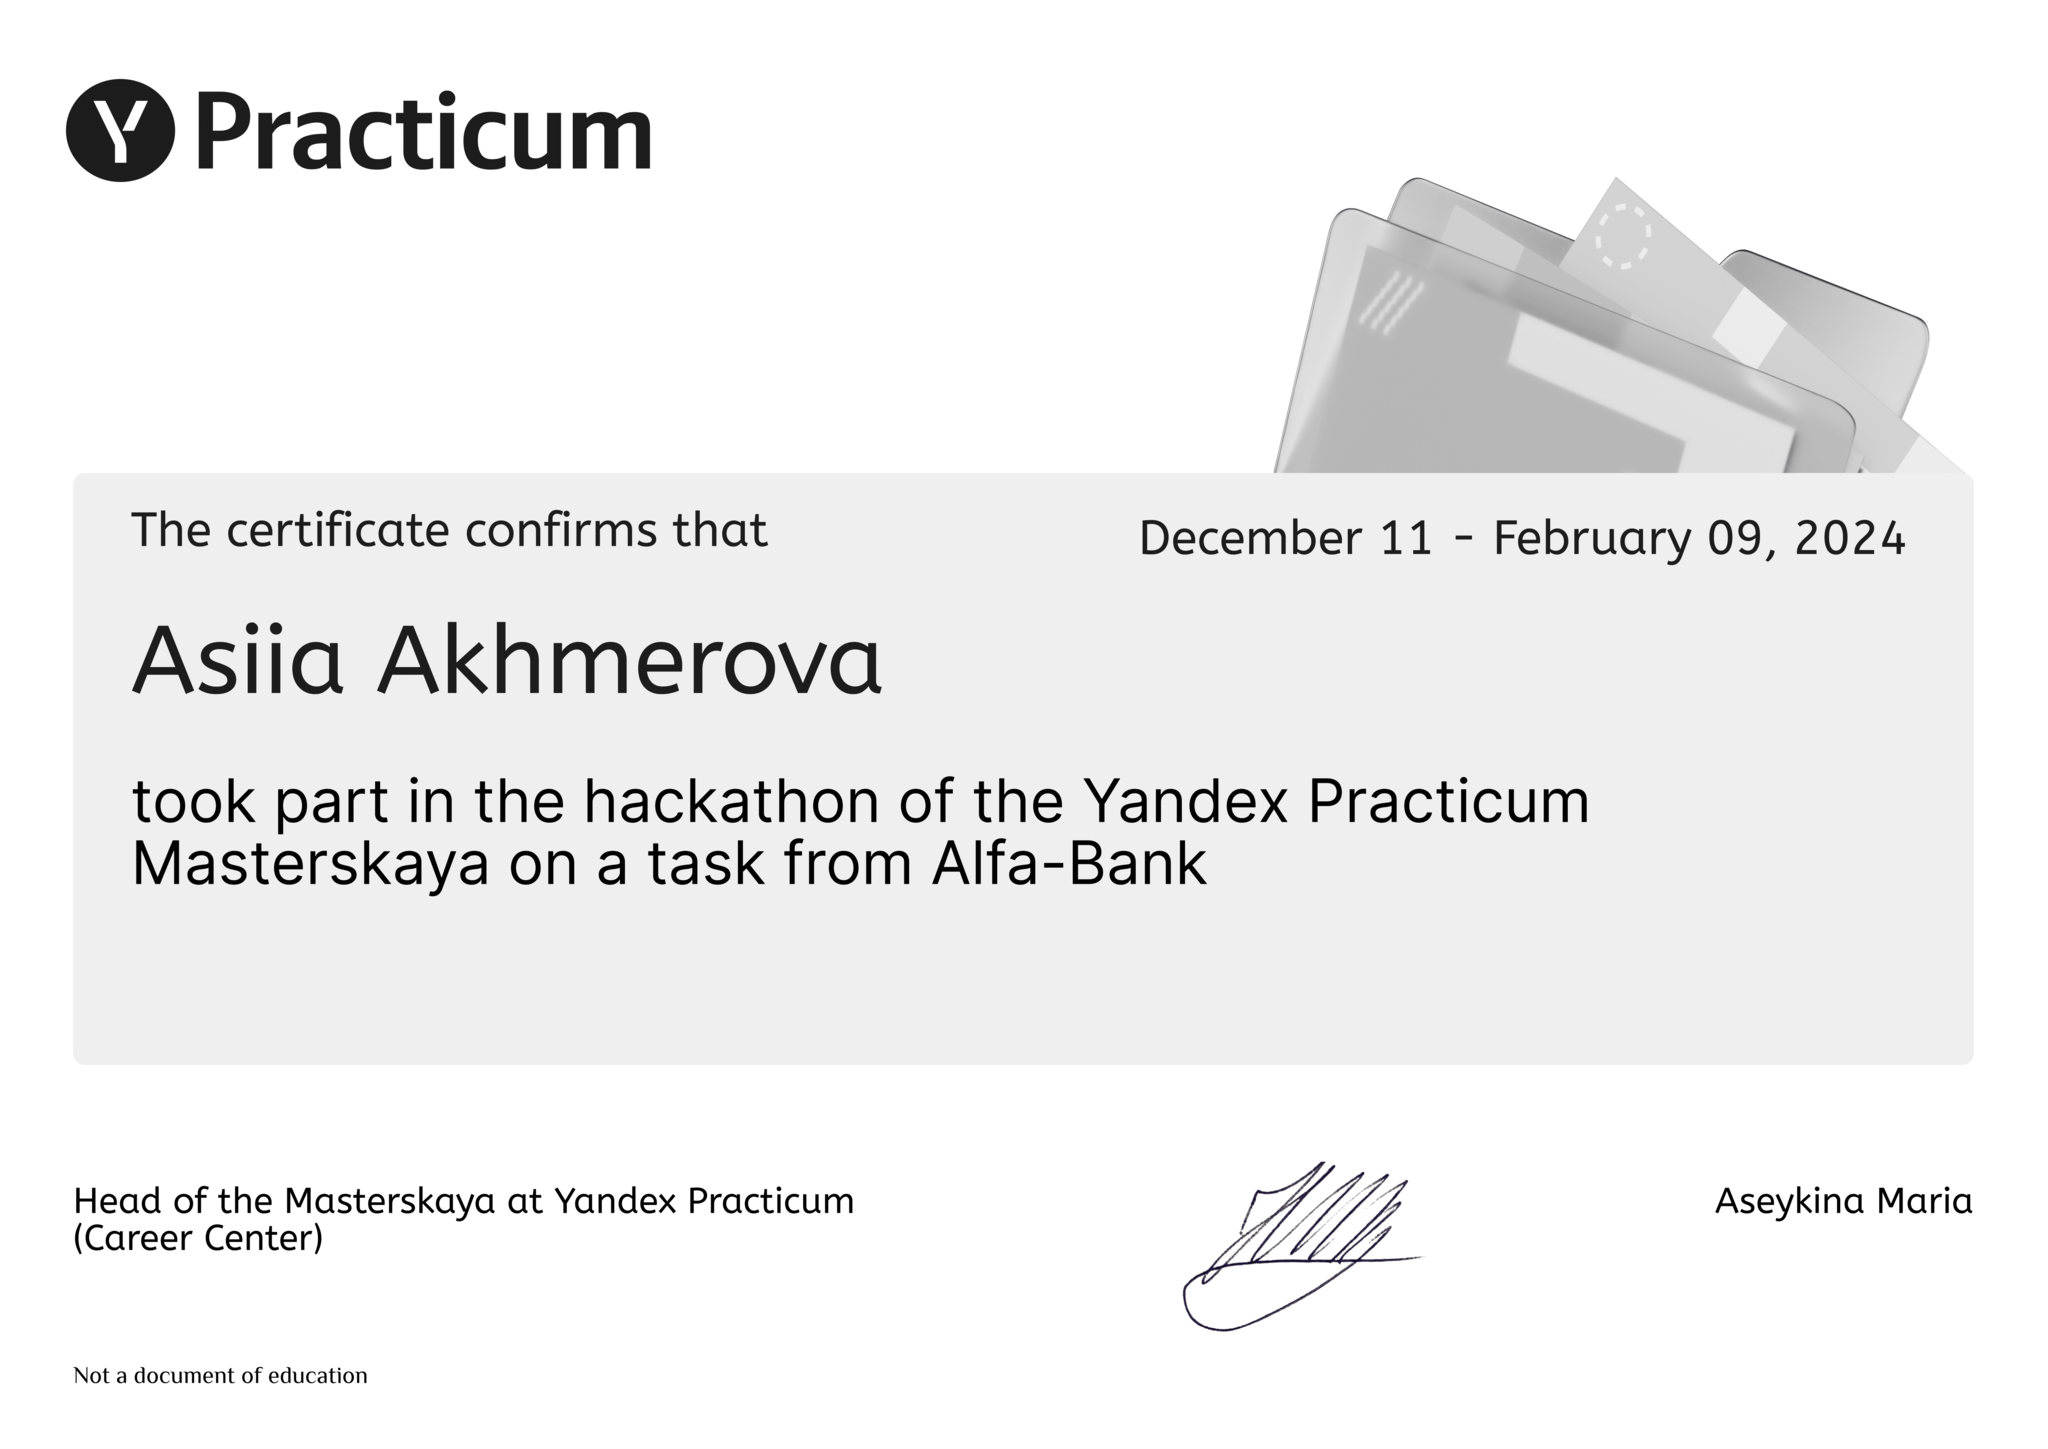 Y Practicum
The certificate confirms that
December 11 - February 09, 2024
Asiia Akhmerova
took part in the hackathon of the Yandex Practicum
Masterskaya on a task from Alfa-Bank
Head of the Masterskaya at Yandex Practicum
(Career Center)
Aseykina Maria
Not a document of education